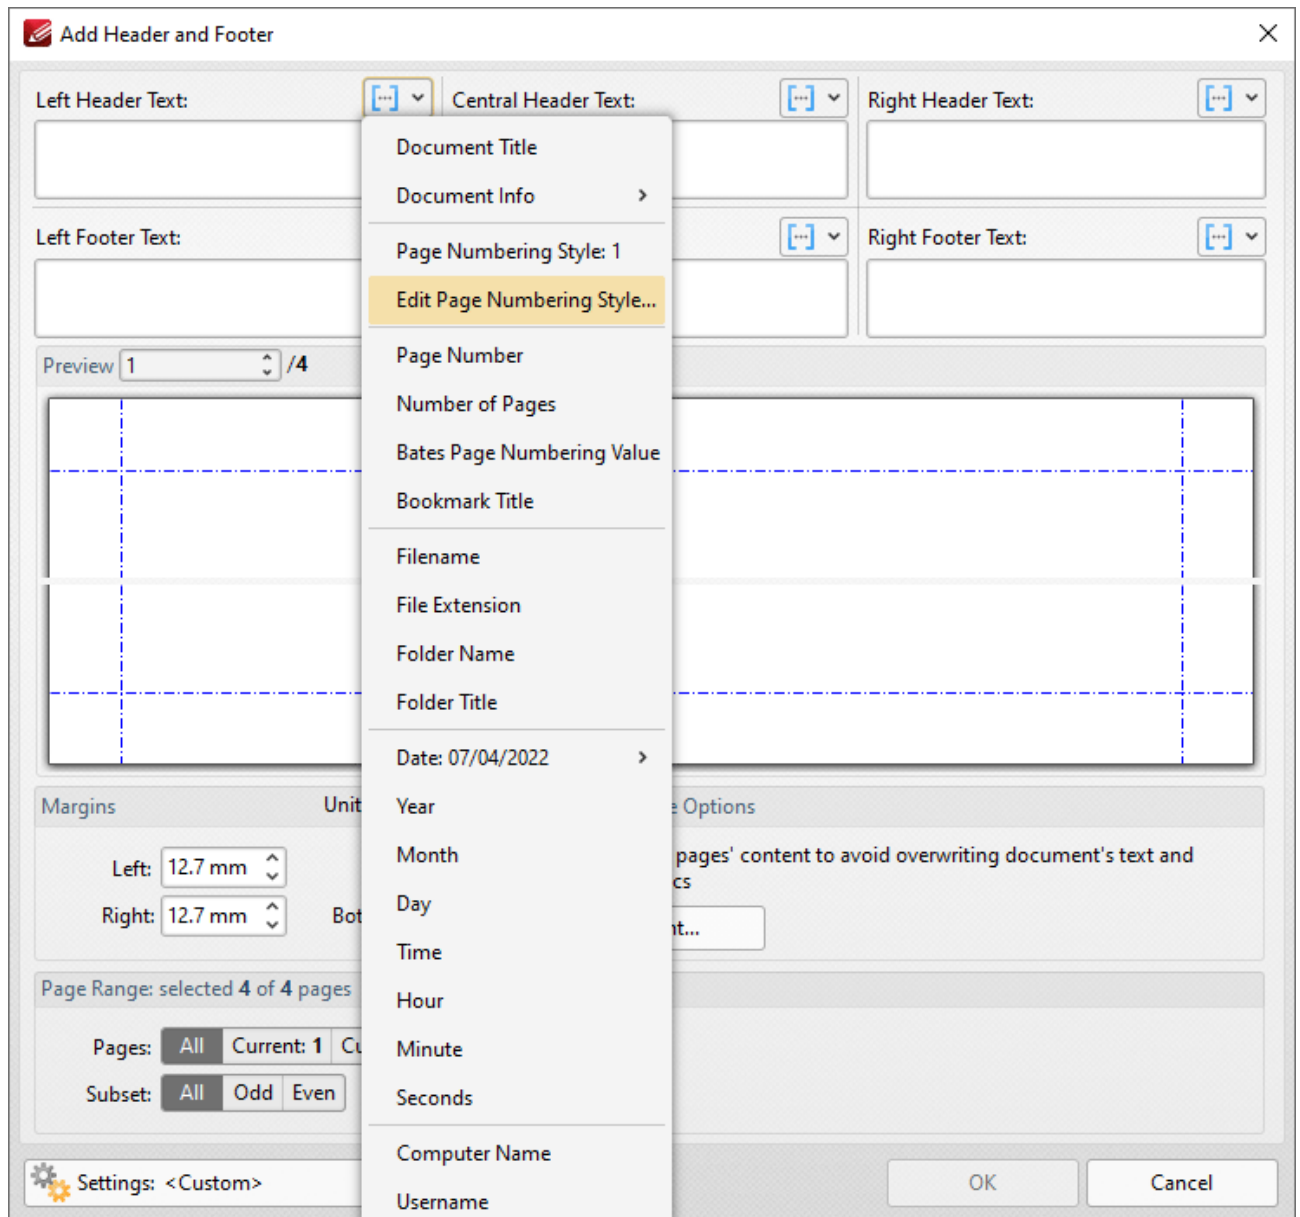 Add Header and Footer
Left Header Text:
Central Header Text:
Right Header Text:
Left Footer Text:
Right Footer Text:
Document Title
Document Info
Page Numbering Style: 1
Edit Page Numbering Style...
Page Number
Number of Pages
Bates Page Numbering Value
Bookmark Title
Filename
File Extension
Folder Name
Folder Title
Date: 07/04/2022
Year
Month
Day
Time
Hour
Minute
Seconds
Computer Name
Username
Preview 1 /4
Margins
Unit
Left: 12.7 mm
Right: 12.7 mm
Bot
Options
pages' content to avoid overwriting document's text and
cs
nt...
Page Range: selected 4 of 4 pages
Pages: All Current: 1 Cu
Subset: All Odd Even
Settings: <Custom>
OK
Cancel